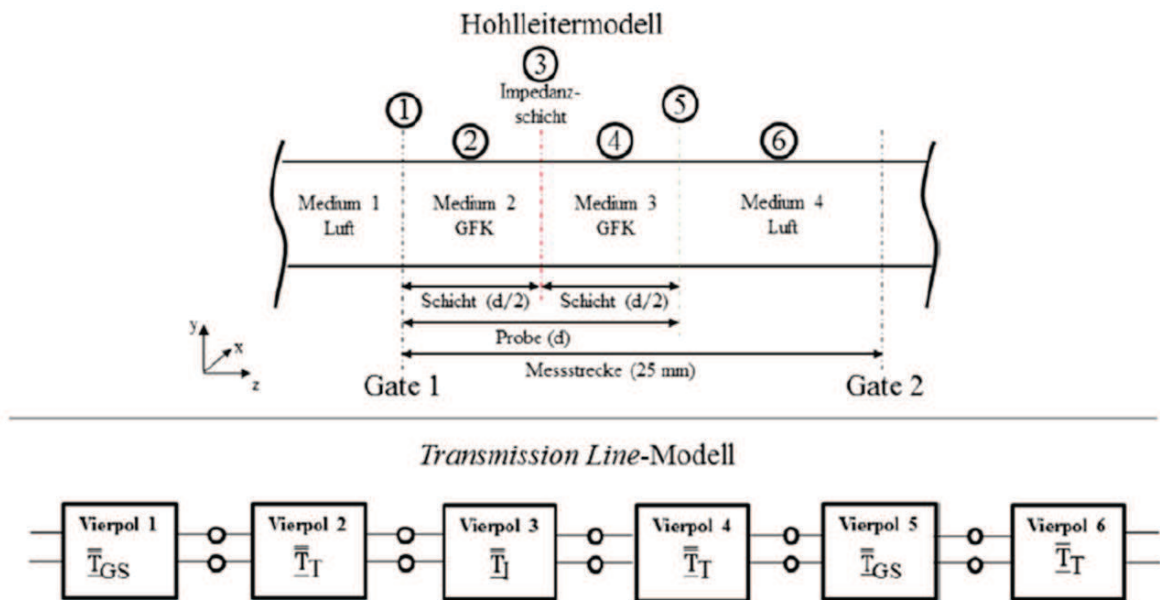 Hohlleitermodell
3
Impedanz-
schicht
1
5
2
4
6
Medium 1
Luft
Medium 2
GFK
Medium 3
GFK
Medium 4
Luft
Schicht (d/2)
Schicht (d/2)
Probe (d)
Messstrecke (25 mm)
y
x
z
Gate 1
Gate 2
Transmission Line-Modell
Vierpol 1
T̿GS
Vierpol 2
T̿T
Vierpol 3
T̿I
Vierpol 4
T̿T
Vierpol 5
T̿GS
Vierpol 6
T̿T